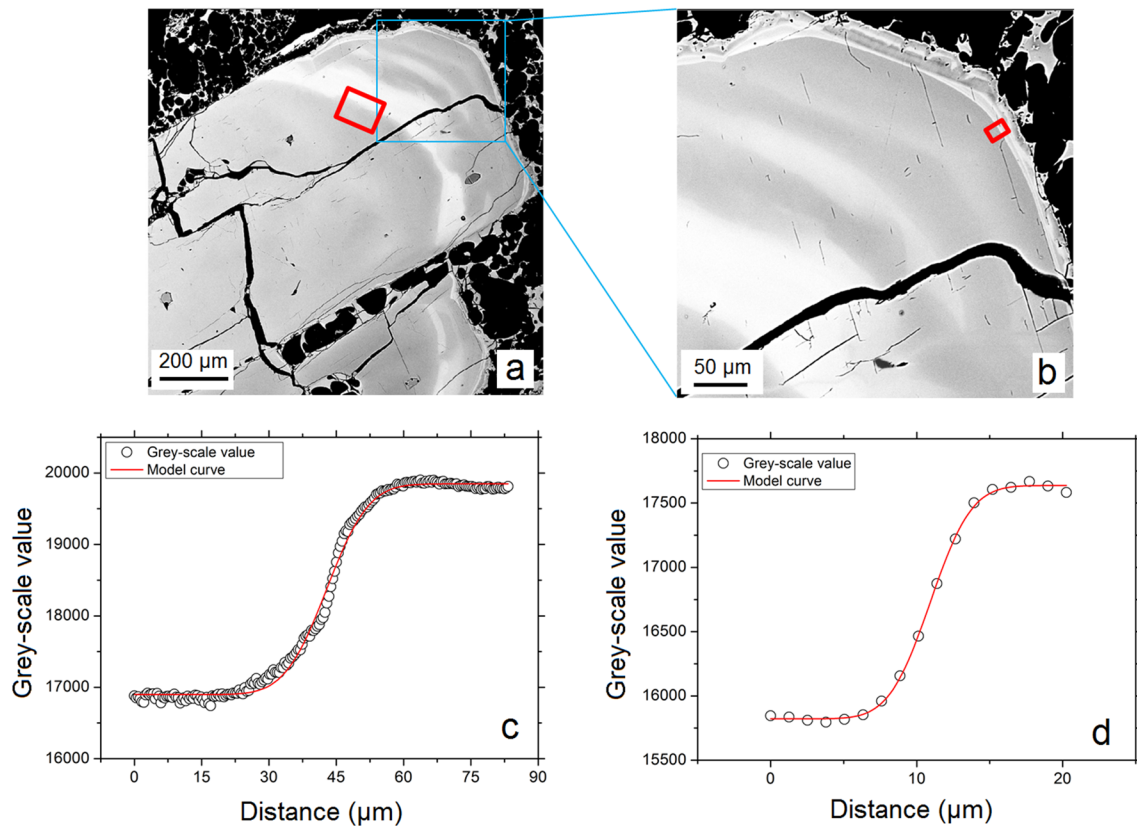 200 µm
a
50 µm
b
Grey-scale value
Model curve
20000
19000
18000
17000
16000
0
15
30
45
60
75
90
Grey-scale value
Distance (µm)
c
Grey-scale value
Model curve
18000
17500
17000
16500
16000
15500
0
10
20
Grey-scale value
Distance (µm)
d